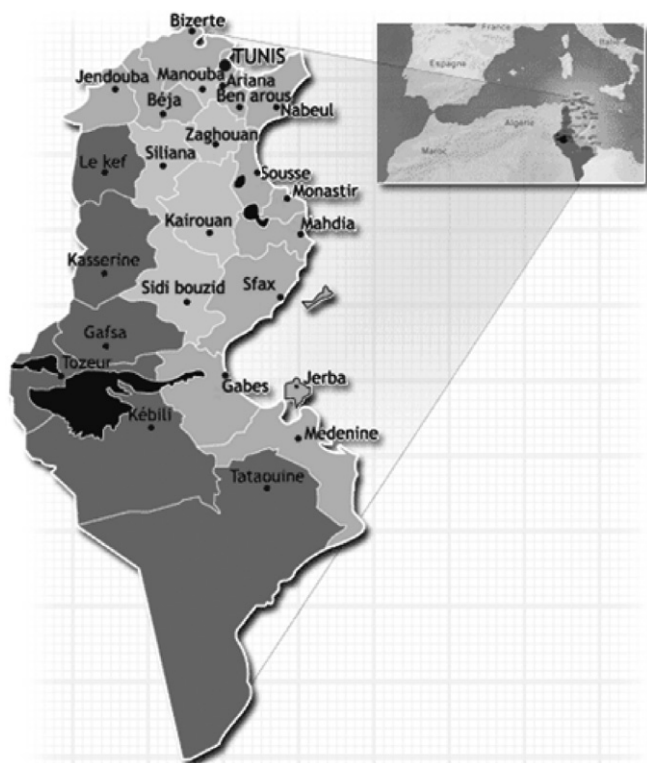 Bizerte
TUNIS
Jendouba
Manouba
Ariana
Béja
Ben arous
Nabeul
Zaghouan
Le kef
Siliana
Sousse
Monastir
Kairouan
Mahdia
Kasserine
Sidi bouzid
Sfax
Gafsa
Tozeur
Gabes
Jerba
Kébili
Médenine
Tataouine
France
Italie
Espagne
Algérie
Maroc